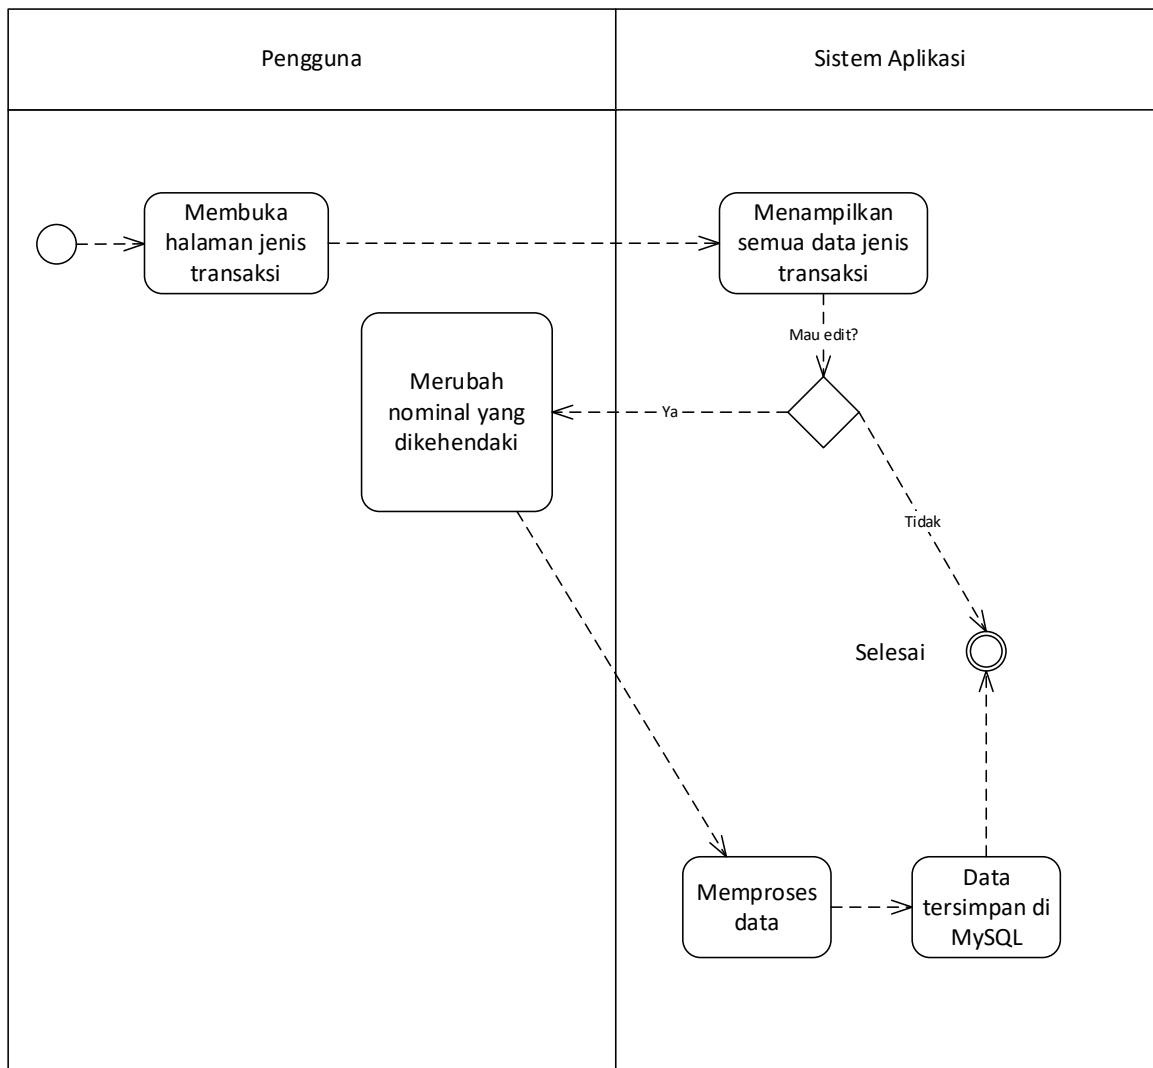 Pengguna
Sistem Aplikasi
Membuka
halaman jenis
transaksi
Menampilkan
semua data jenis
transaksi
Mau edit?
Merubah
nominal yang
dikehendaki
Ya
Tidak
Selesai
Memproses
data
Data
tersimpan di
MySQL